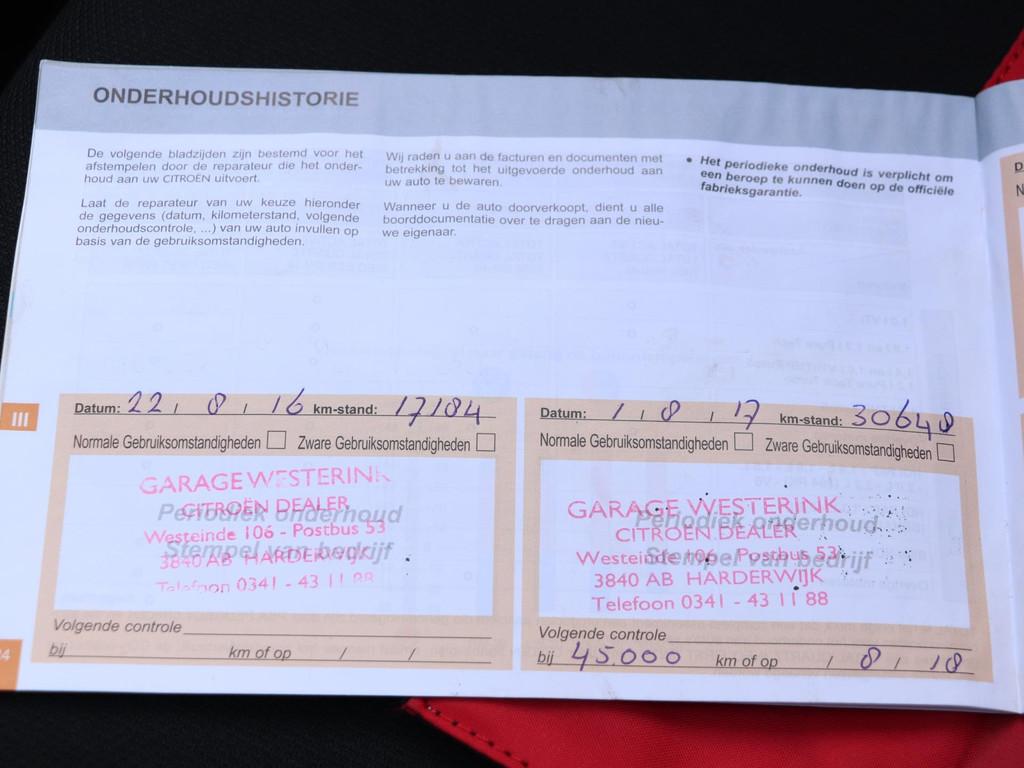 ONDERHOUDSHISTORIE
De volgende bladzijden zijn bestemd voor het
afstempelen door de reparateur die het onder-
houd aan uw CITROËN uitvoert.
Laat de reparateur van uw keuze hieronder
de gegevens (datum, kilometerstand, volgende
onderhoudscontrole, ...) van uw auto invullen op
basis van de gebruiksomstandigheden.
Wij raden u aan de facturen en documenten met
betrekking tot het uitgevoerde onderhoud aan
uw auto te bewaren.
Wanneer u de auto doorverkoopt, dient u alle
boorddocumentatie over te dragen aan de nieu-
we eigenaar.
• Het periodieke onderhoud is verplicht om
een beroep te kunnen doen op de officiële
fabrieksgarantie.
III
Datum: 22 / 8 / 16 km-stand: 17184
Normale Gebruiksomstandigheden Zware Gebruiksomstandigheden
GARAGE WESTERINK
CITROËN DEALER
Periodiek onderhoud
Westeinde 106 - Postbus 53
Stempel van bedrijf
3840 AB HARDERWIJK
Telefoon 0341 - 43 11 88
Volgende controle
bij km of op / /
Datum: 1 / 8 / 17 km-stand: 30648
Normale Gebruiksomstandigheden Zware Gebruiksomstandigheden
GARAGE WESTERINK
Periodiek onderhoud
CITROËN DEALER
Westeinde 106 - Postbus 53
Stempel van bedrijf
3840 AB HARDERWIJK
Telefoon 0341 - 43 11 88
Volgende controle
bij 45.000 km of op / 8 / 18